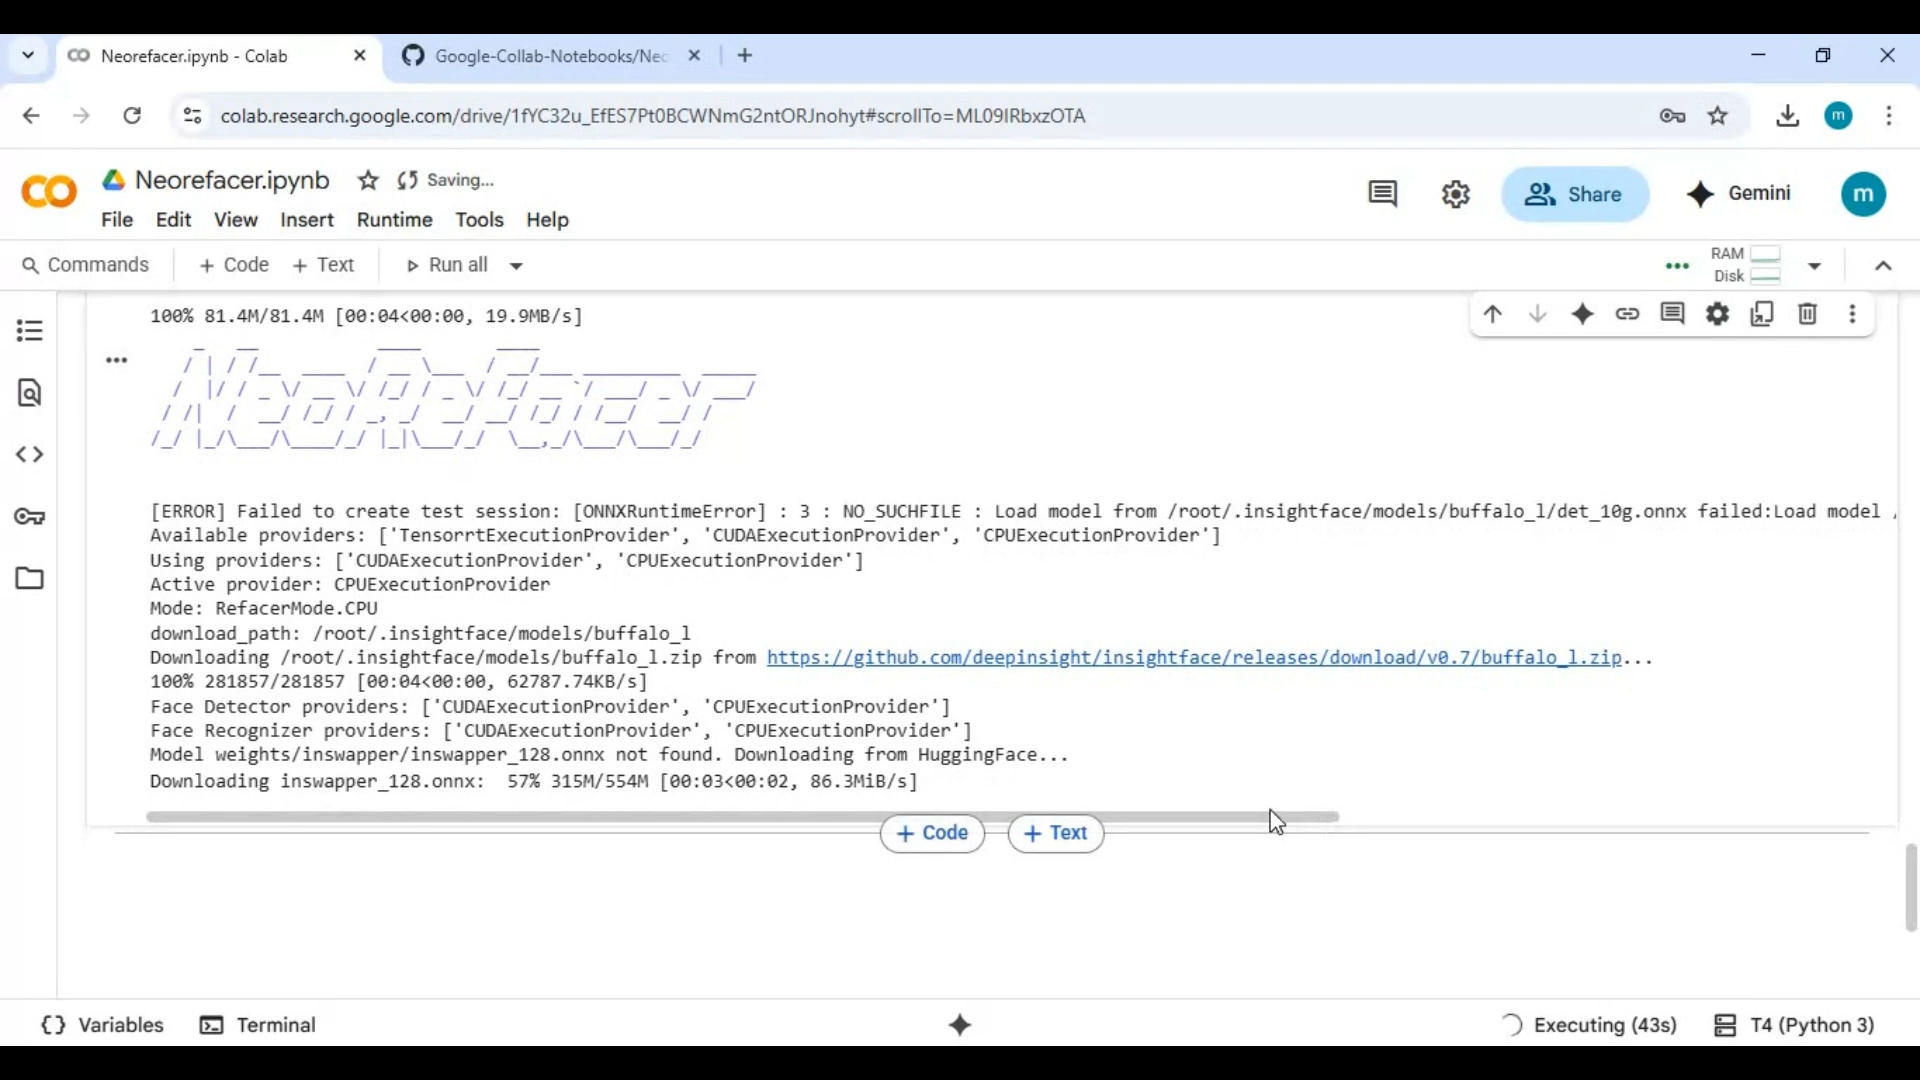 Neorefacer.ipynb - Colab
Google-Collab-Notebooks/Nec
colab.research.google.com/drive/1fYC32u_EfES7Pt0BCWNmG2ntORJnohyt#scrollTo=ML09IRbxzOTA
m
Neorefacer.ipynb
Saving...
File Edit View Insert Runtime Tools Help
Share
Gemini
m
Commands
+ Code + Text
Run all
RAM
Disk
100% 81.4M/81.4M [00:04<00:00, 19.9MB/s]
NeoRefacer
[ERROR] Failed to create test session: [ONNXRuntimeError] : 3 : NO_SUCHFILE : Load model from /root/.insightface/models/buffalo_l/det_10g.onnx failed:Load model
Available providers: ['TensorrtExecutionProvider', 'CUDAExecutionProvider', 'CPUExecutionProvider']
Using providers: ['CUDAExecutionProvider', 'CPUExecutionProvider']
Active provider: CPUExecutionProvider
Mode: RefacerMode.CPU
download_path: /root/.insightface/models/buffalo_l
Downloading /root/.insightface/models/buffalo_l.zip from https://github.com/deepinsight/insightface/releases/download/v0.7/buffalo_l.zip...
100% 281857/281857 [00:04<00:00, 62787.74KB/s]
Face Detector providers: ['CUDAExecutionProvider', 'CPUExecutionProvider']
Face Recognizer providers: ['CUDAExecutionProvider', 'CPUExecutionProvider']
Model weights/inswapper/inswapper_128.onnx not found. Downloading from HuggingFace...
Downloading inswapper_128.onnx:  57% 315M/554M [00:03<00:02, 86.3MiB/s]
+ Code
+ Text
Variables
Terminal
Executing (43s)
T4 (Python 3)